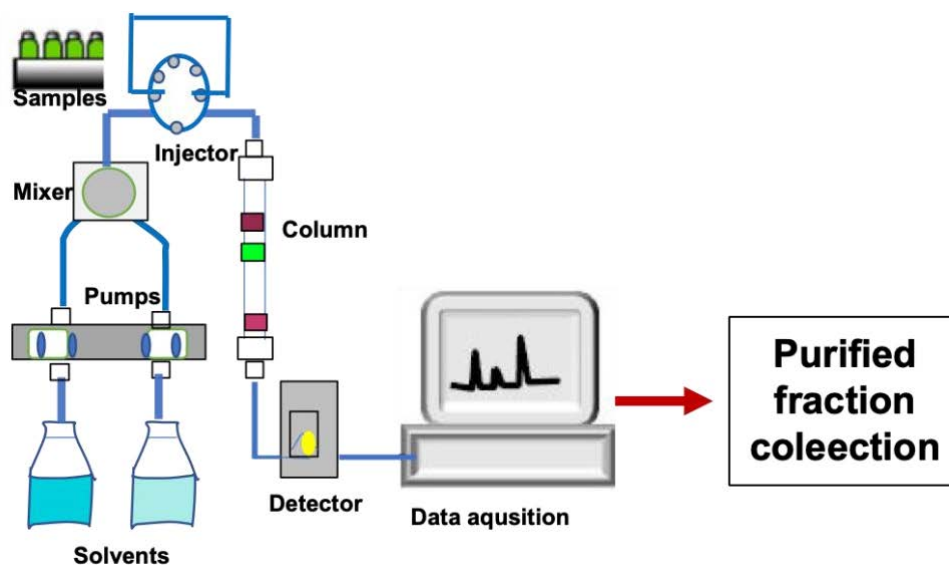 Samples
Injector
Mixer
Column
Pumps
Purified
fraction
coleection
Detector
Data aqusition
Solvents